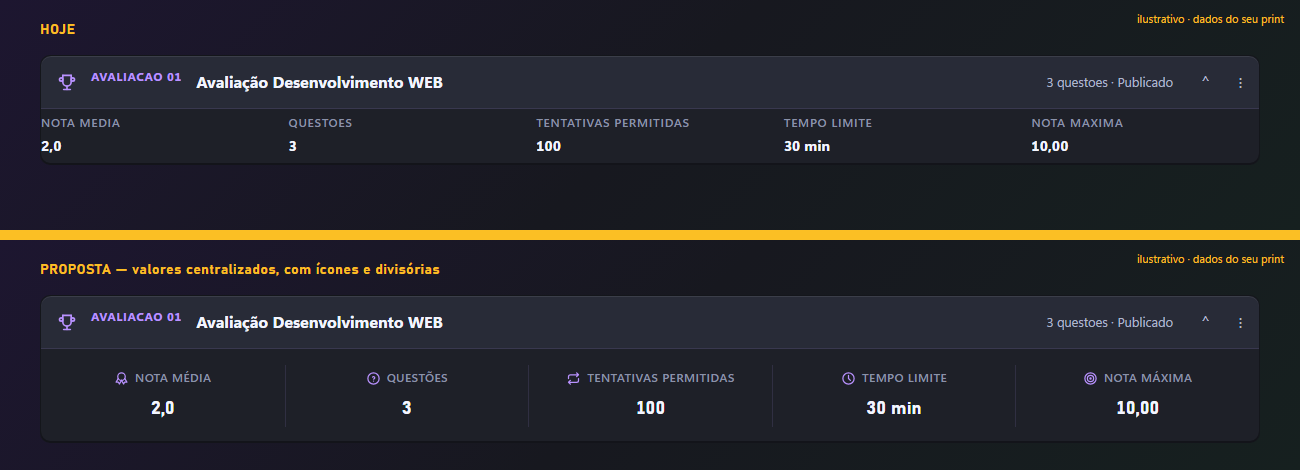 HOJE
ilustrativo · dados do seu print
AVALIACAO 01 Avaliação Desenvolvimento WEB 3 questoes · Publicado
NOTA MEDIA QUESTOES TENTATIVAS PERMITIDAS TEMPO LIMITE NOTA MAXIMA
2,0 3 100 30 min 10,00
PROPOSTA — valores centralizados, com ícones e divisórias
ilustrativo · dados do seu print
AVALIACAO 01 Avaliação Desenvolvimento WEB 3 questoes · Publicado
NOTA MÉDIA QUESTÕES TENTATIVAS PERMITIDAS TEMPO LIMITE NOTA MÁXIMA
2,0 3 100 30 min 10,00